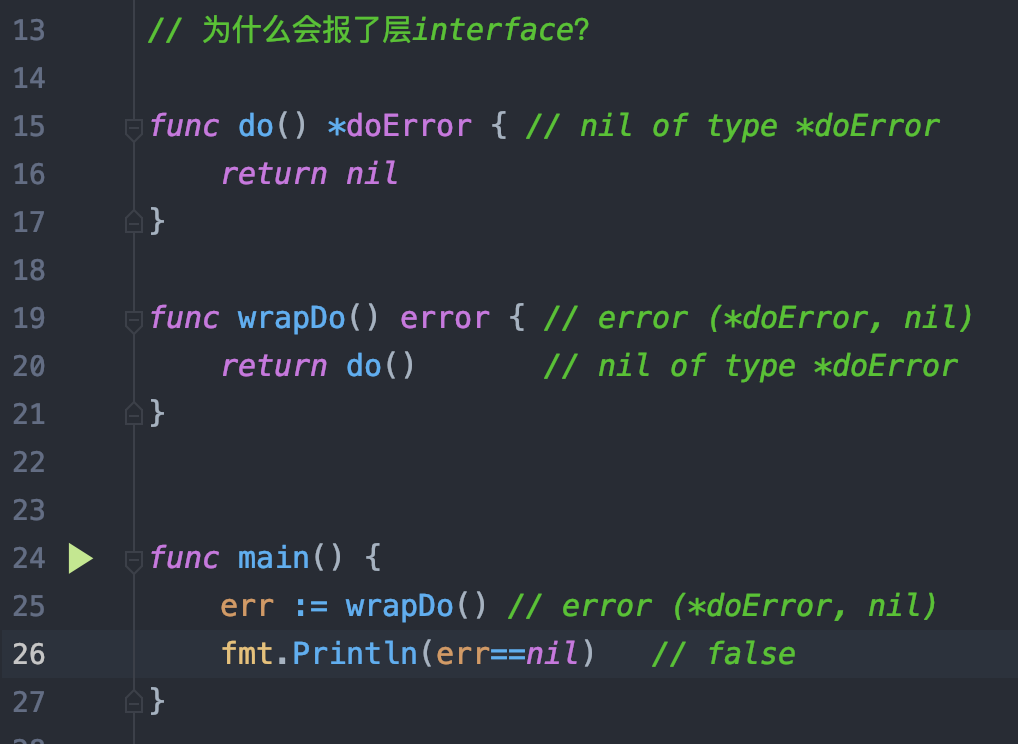 13 // 为什么会报了层interface?
14
15 func do() *doError { // nil of type *doError
16 return nil
17 }
18
19 func wrapDo() error { // error (*doError, nil)
20 return do() // nil of type *doError
21 }
22
23
24 func main() {
25 err := wrapDo() // error (*doError, nil)
26 fmt.Println(err==nil) // false
27 }